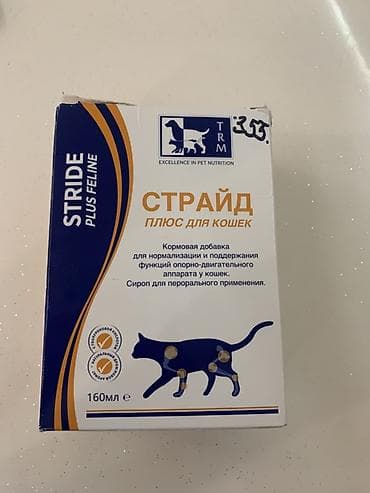 STRIDE
PLUS FELINE
TRM
353
EXCELLENCE IN PET NUTRITION
СТРАЙД
ПЛЮС ДЛЯ КОШЕК
Кормовая добавка
для нормализации и поддержания
функций опорно-двигательного
аппарата у кошек.
Сироп для перорального применения.
160мл е